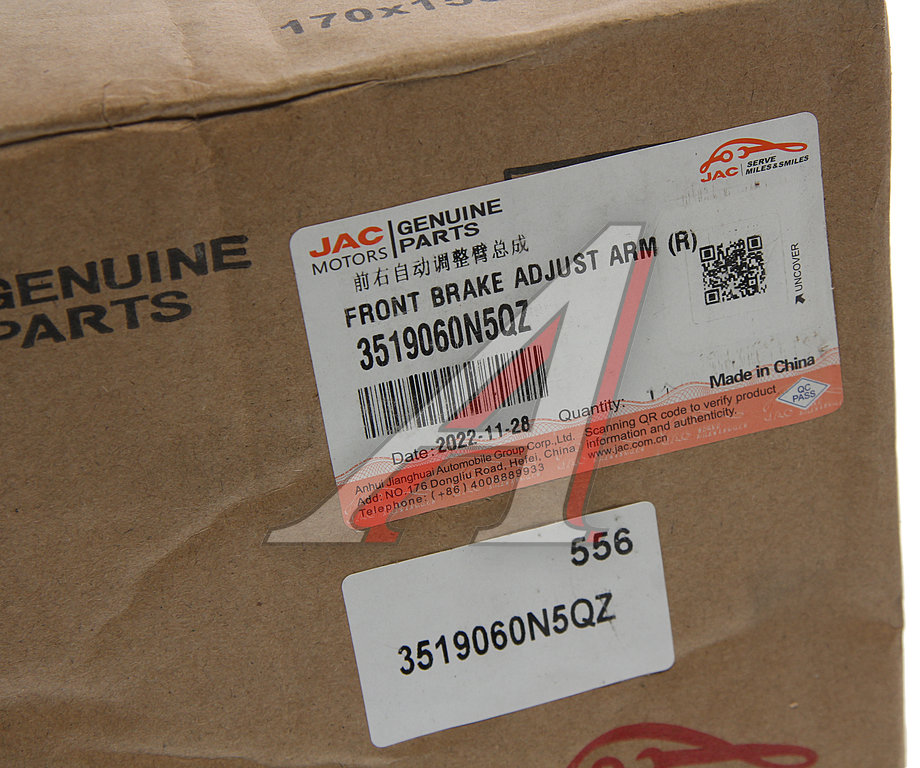 GENUINE
PARTS
JAC
MOTORS
GENUINE
PARTS
JAC
SERVE
MILES&SMILES
前右自动调整臂总成
FRONT BRAKE ADJUST ARM (R)
3519060N5QZ
UNCOVER
Date: 2022-11-28
Quantity:
Made in China
QC
PASS
Anhui Jianghuai Automobile Group Corp.,Ltd.
Add: NO.176 Dongliu Road, Hefei, China
Telephone: (+86) 4008889933
Scanning QR code to verify product
information and authenticity.
www.jac.com.cn
556
3519060N5QZ